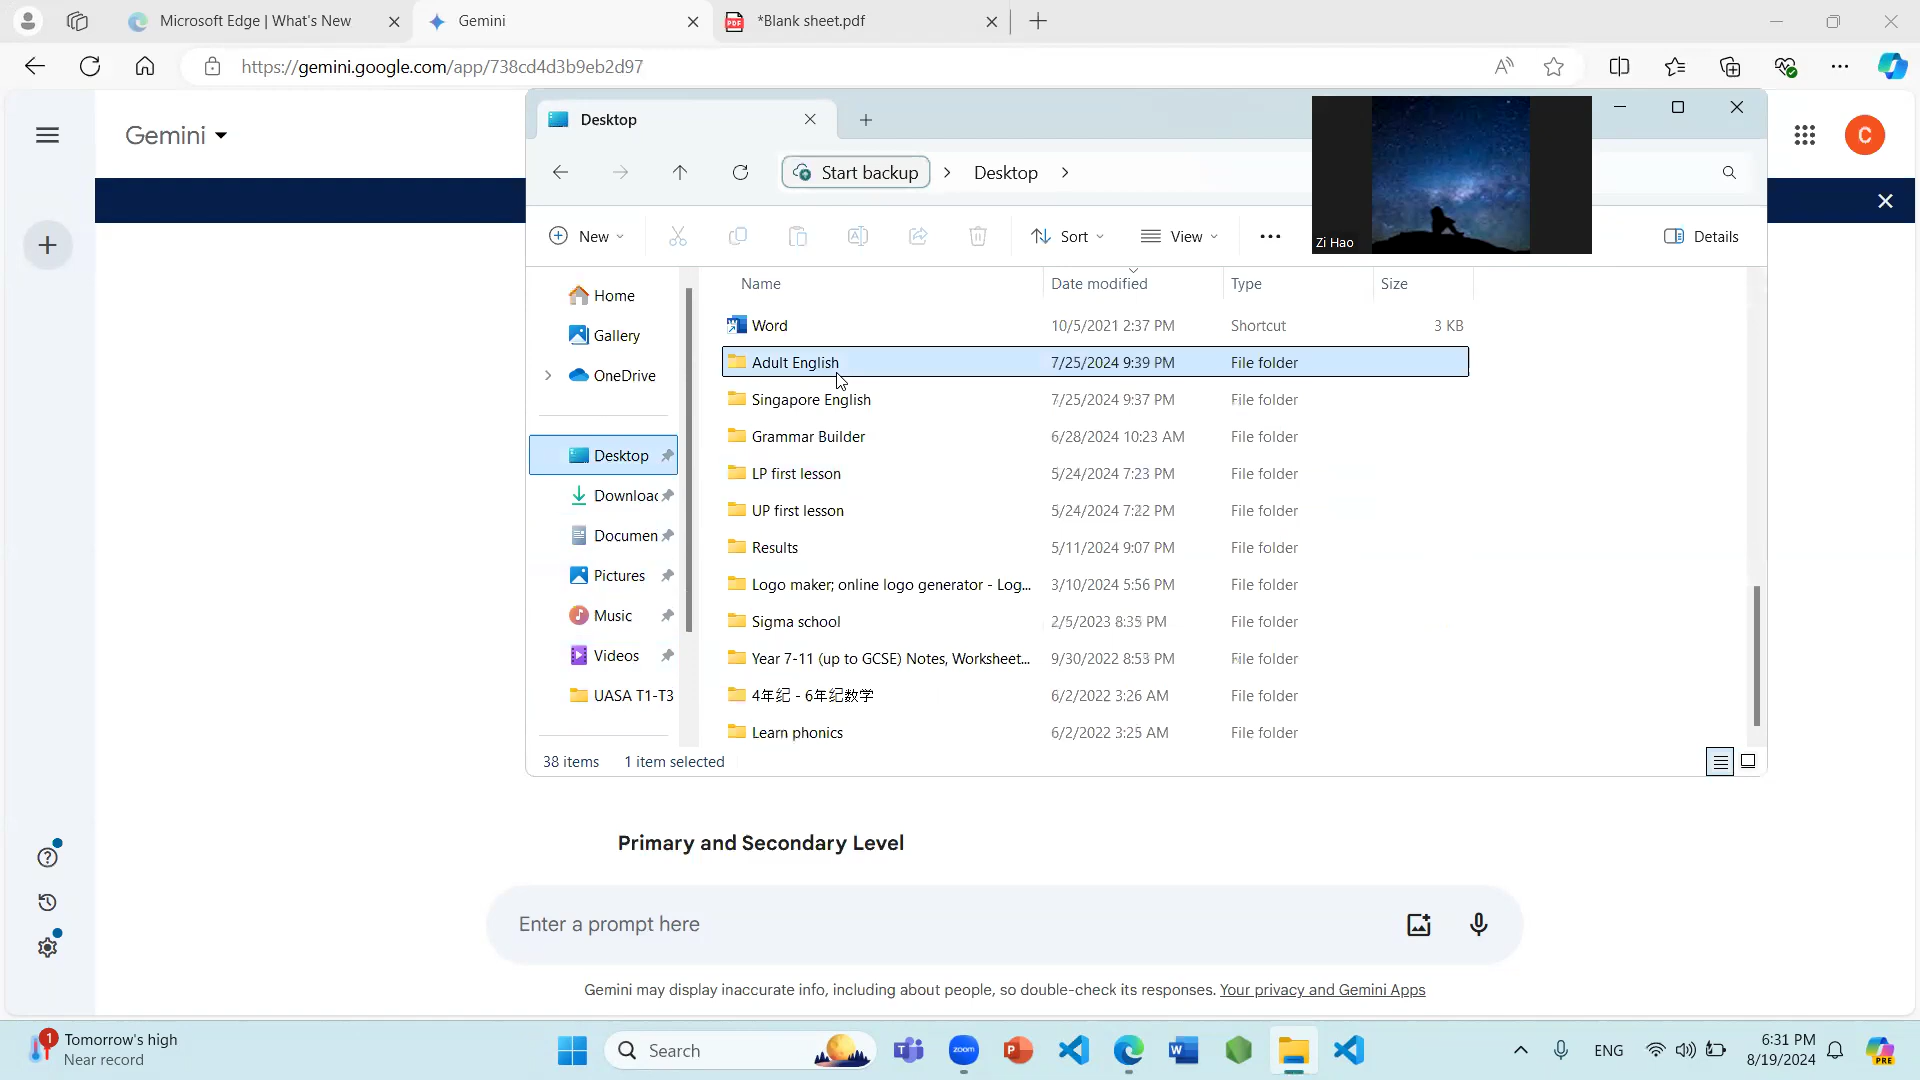 Microsoft Edge | What's New
Gemini
*Blank sheet.pdf
https://gemini.google.com/app/738cd4d3b9eb2d97
Gemini
C
Desktop
Start backup
Desktop
Zi Hao
New
Sort
View
Details
Home
Gallery
OneDrive
Desktop
Downloac
Documen
Pictures
Music
Videos
UASA T1-T3
Name Date modified Type Size
Word 10/5/2021 2:37 PM Shortcut 3 KB
Adult English 7/25/2024 9:39 PM File folder
Singapore English 7/25/2024 9:37 PM File folder
Grammar Builder 6/28/2024 10:23 AM File folder
LP first lesson 5/24/2024 7:23 PM File folder
UP first lesson 5/24/2024 7:22 PM File folder
Results 5/11/2024 9:07 PM File folder
Logo maker; online logo generator - Log... 3/10/2024 5:56 PM File folder
Sigma school 2/5/2023 8:35 PM File folder
Year 7-11 (up to GCSE) Notes, Worksheet... 9/30/2022 8:53 PM File folder
4年纪 - 6年纪数学 6/2/2022 3:26 AM File folder
Learn phonics 6/2/2022 3:25 AM File folder
38 items 1 item selected
Primary and Secondary Level
Enter a prompt here
Gemini may display inaccurate info, including about people, so double-check its responses. Your privacy and Gemini Apps
1
Tomorrow's high
Near record
Search
zoom
ENG
6:31 PM
8/19/2024
PRE